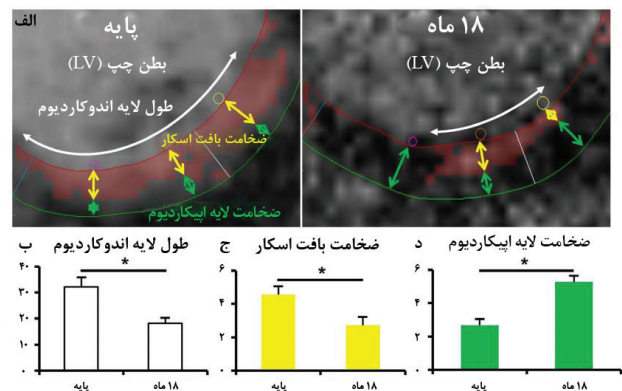 الف
پایه
بطن چپ (LV)
طول لایه اندوکاردیوم
ضخامت بافت اسکار
ضخامت لایه اپیکاردیوم
۱۸ ماه
بطن چپ (LV)
ب
طول لایه اندوکاردیوم
۴۰
۳۰
۲۰
۱۰
۰
*
پایه
۱۸ ماه
ج
ضخامت بافت اسکار
۶
۴
۲
۰
*
پایه
۱۸ ماه
د
ضخامت لایه اپیکاردیوم
۶
۴
۲
۰
*
پایه
۱۸ ماه